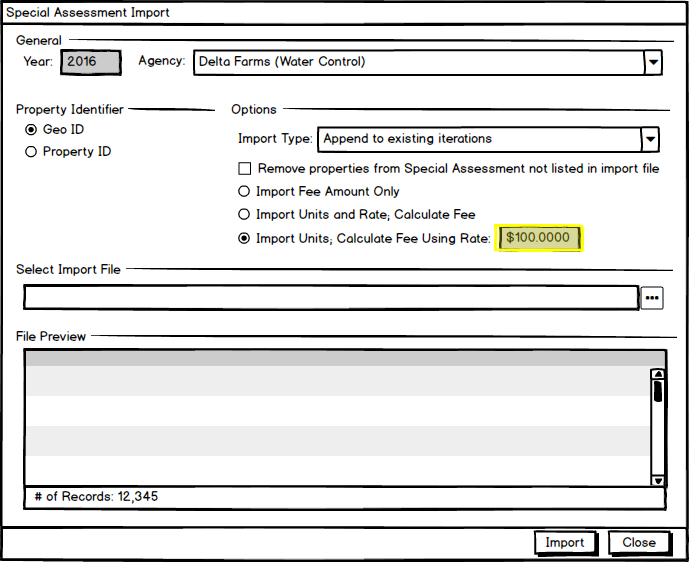 Special Assessment Import
General
Year: 2016 Agency: Delta Farms (Water Control)
Property Identifier
Geo ID
Property ID
Options
Import Type: Append to existing iterations
Remove properties from Special Assessment not listed in import file
Import Fee Amount Only
Import Units and Rate; Calculate Fee
Import Units; Calculate Fee Using Rate: $100.0000
Select Import File
...
File Preview
# of Records: 12,345
Import Close